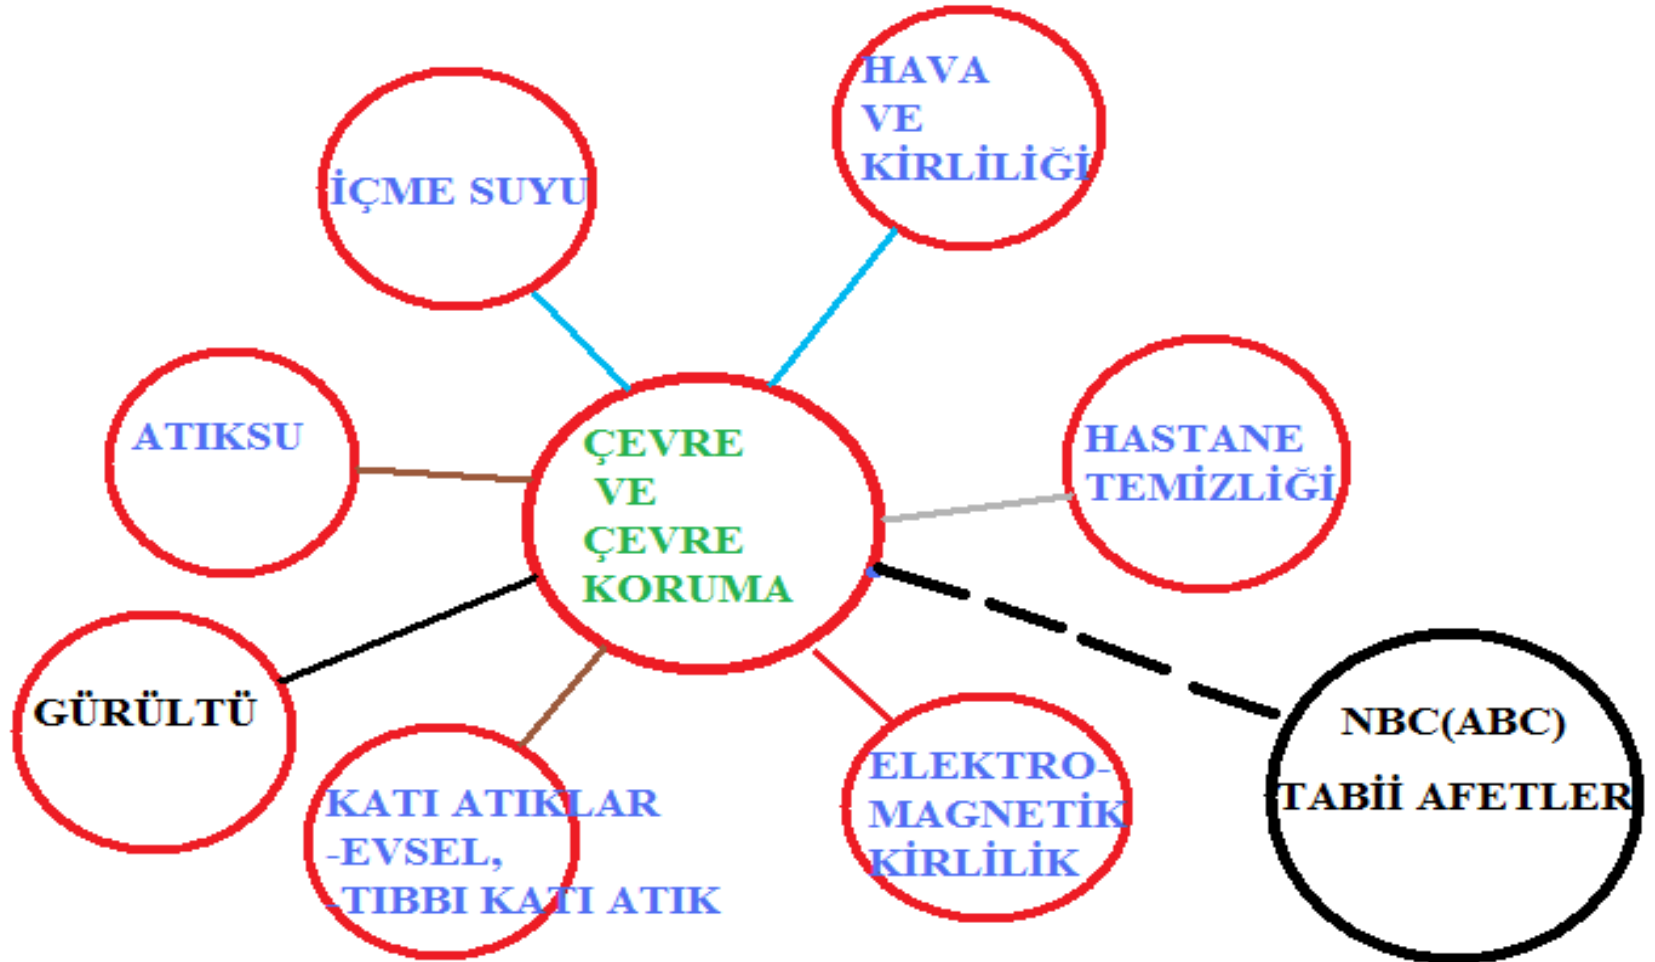 HAVA
VE
KİRLİLİĞİ
İÇME SUYU
ATIKSU
ÇEVRE
VE
ÇEVRE
KORUMA
HASTANE
TEMİZLİĞİ
GÜRÜLTÜ
KATI ATIKLAR
-EVSEL,
-TIBBI KATI ATIK
ELEKTRO-
MAGNETİK
KİRLİLİK
NBC(ABC)
TABİİ AFETLER